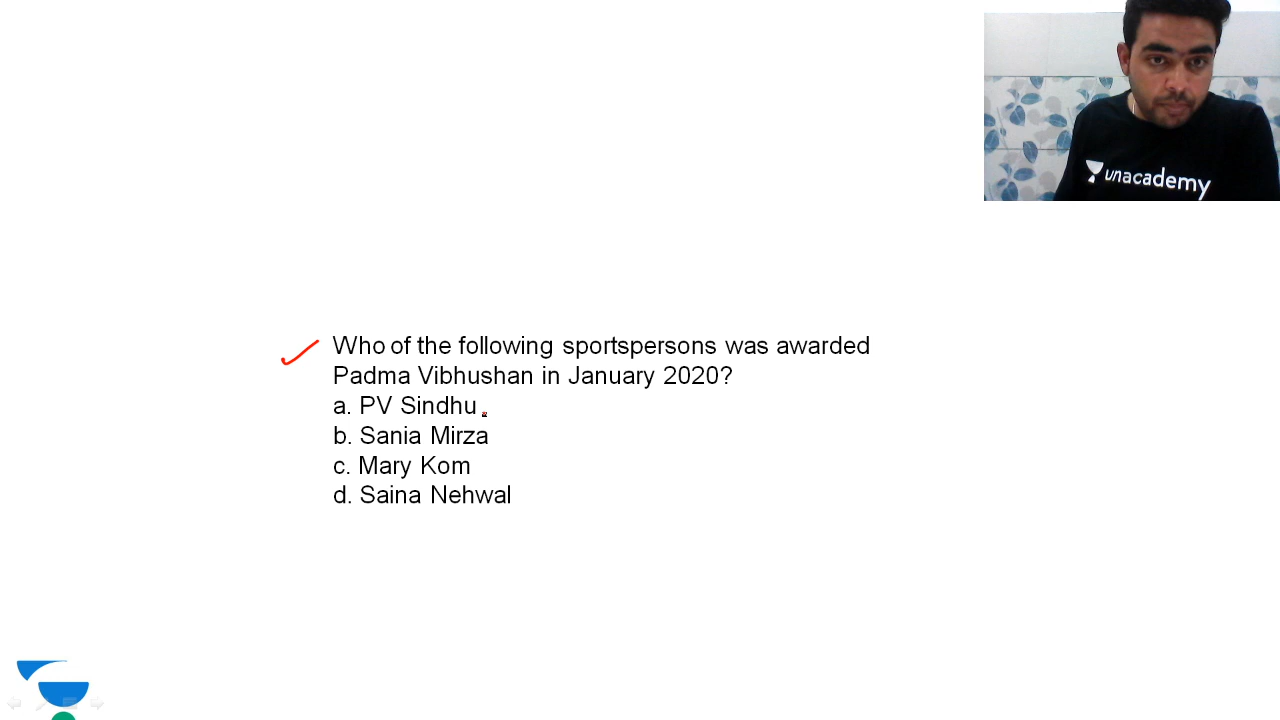 unacademy
Who of the following sportspersons was awarded
Padma Vibhushan in January 2020?
a. PV Sindhu
b. Sania Mirza
c. Mary Kom
d. Saina Nehwal